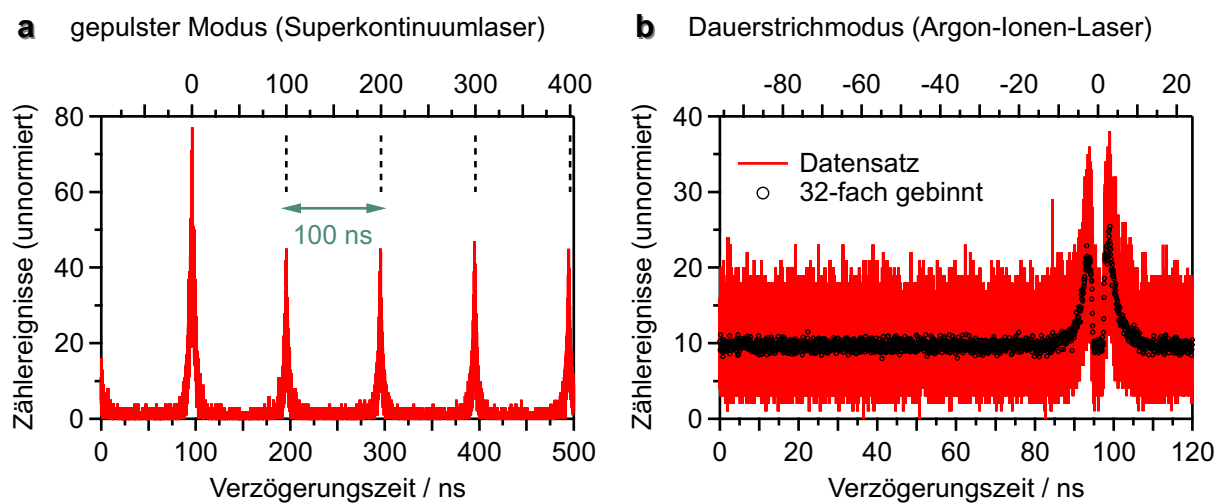 a gepulster Modus (Superkontinuumlaser)
0 100 200 300 400
80
60
40
20
0
Zählereignisse (unnormiert)
100 ns
0 100 200 300 400 500
Verzögerungszeit / ns
b Dauerstrichmodus (Argon-Ionen-Laser)
-80 -60 -40 -20 0 20
40
30
20
10
0
Zählereignisse (unnormiert)
Datensatz
32-fach gebinnt
0 20 40 60 80 100 120
Verzögerungszeit / ns